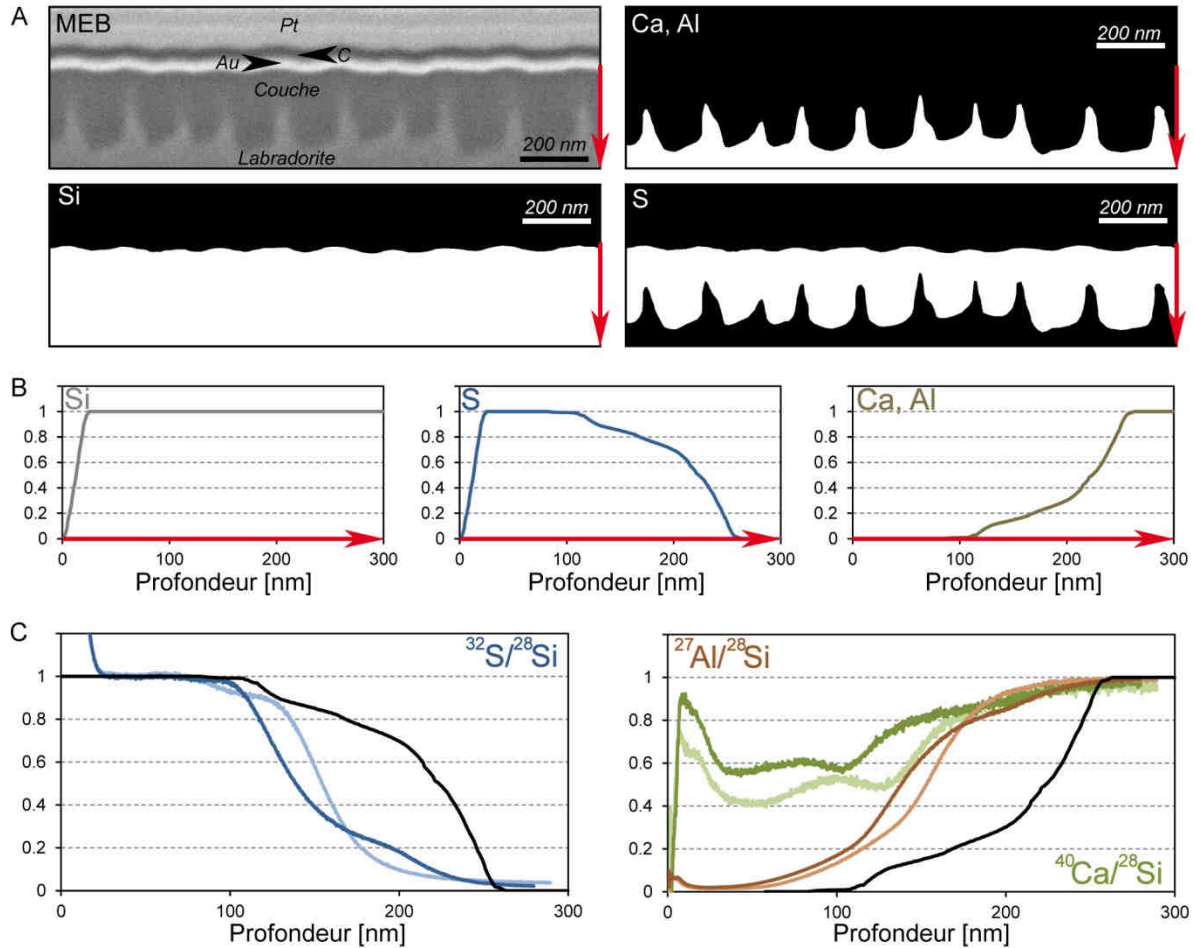 A
MEB
Pt
Au
C
Couche
Labradorite
200 nm
Ca, Al
200 nm
Si
200 nm
S
200 nm
B
Si
1
0.8
0.6
0.4
0.2
0
0 100 200 300
Profondeur [nm]
S
1
0.8
0.6
0.4
0.2
0
0 100 200 300
Profondeur [nm]
Ca, Al
1
0.8
0.6
0.4
0.2
0
0 100 200 300
Profondeur [nm]
C
³²S/²⁸Si
1
0.8
0.6
0.4
0.2
0
0 100 200 300
Profondeur [nm]
²⁷Al/²⁸Si
1
0.8
0.6
0.4
0.2
0
⁴⁰Ca/²⁸Si
0 100 200 300
Profondeur [nm]